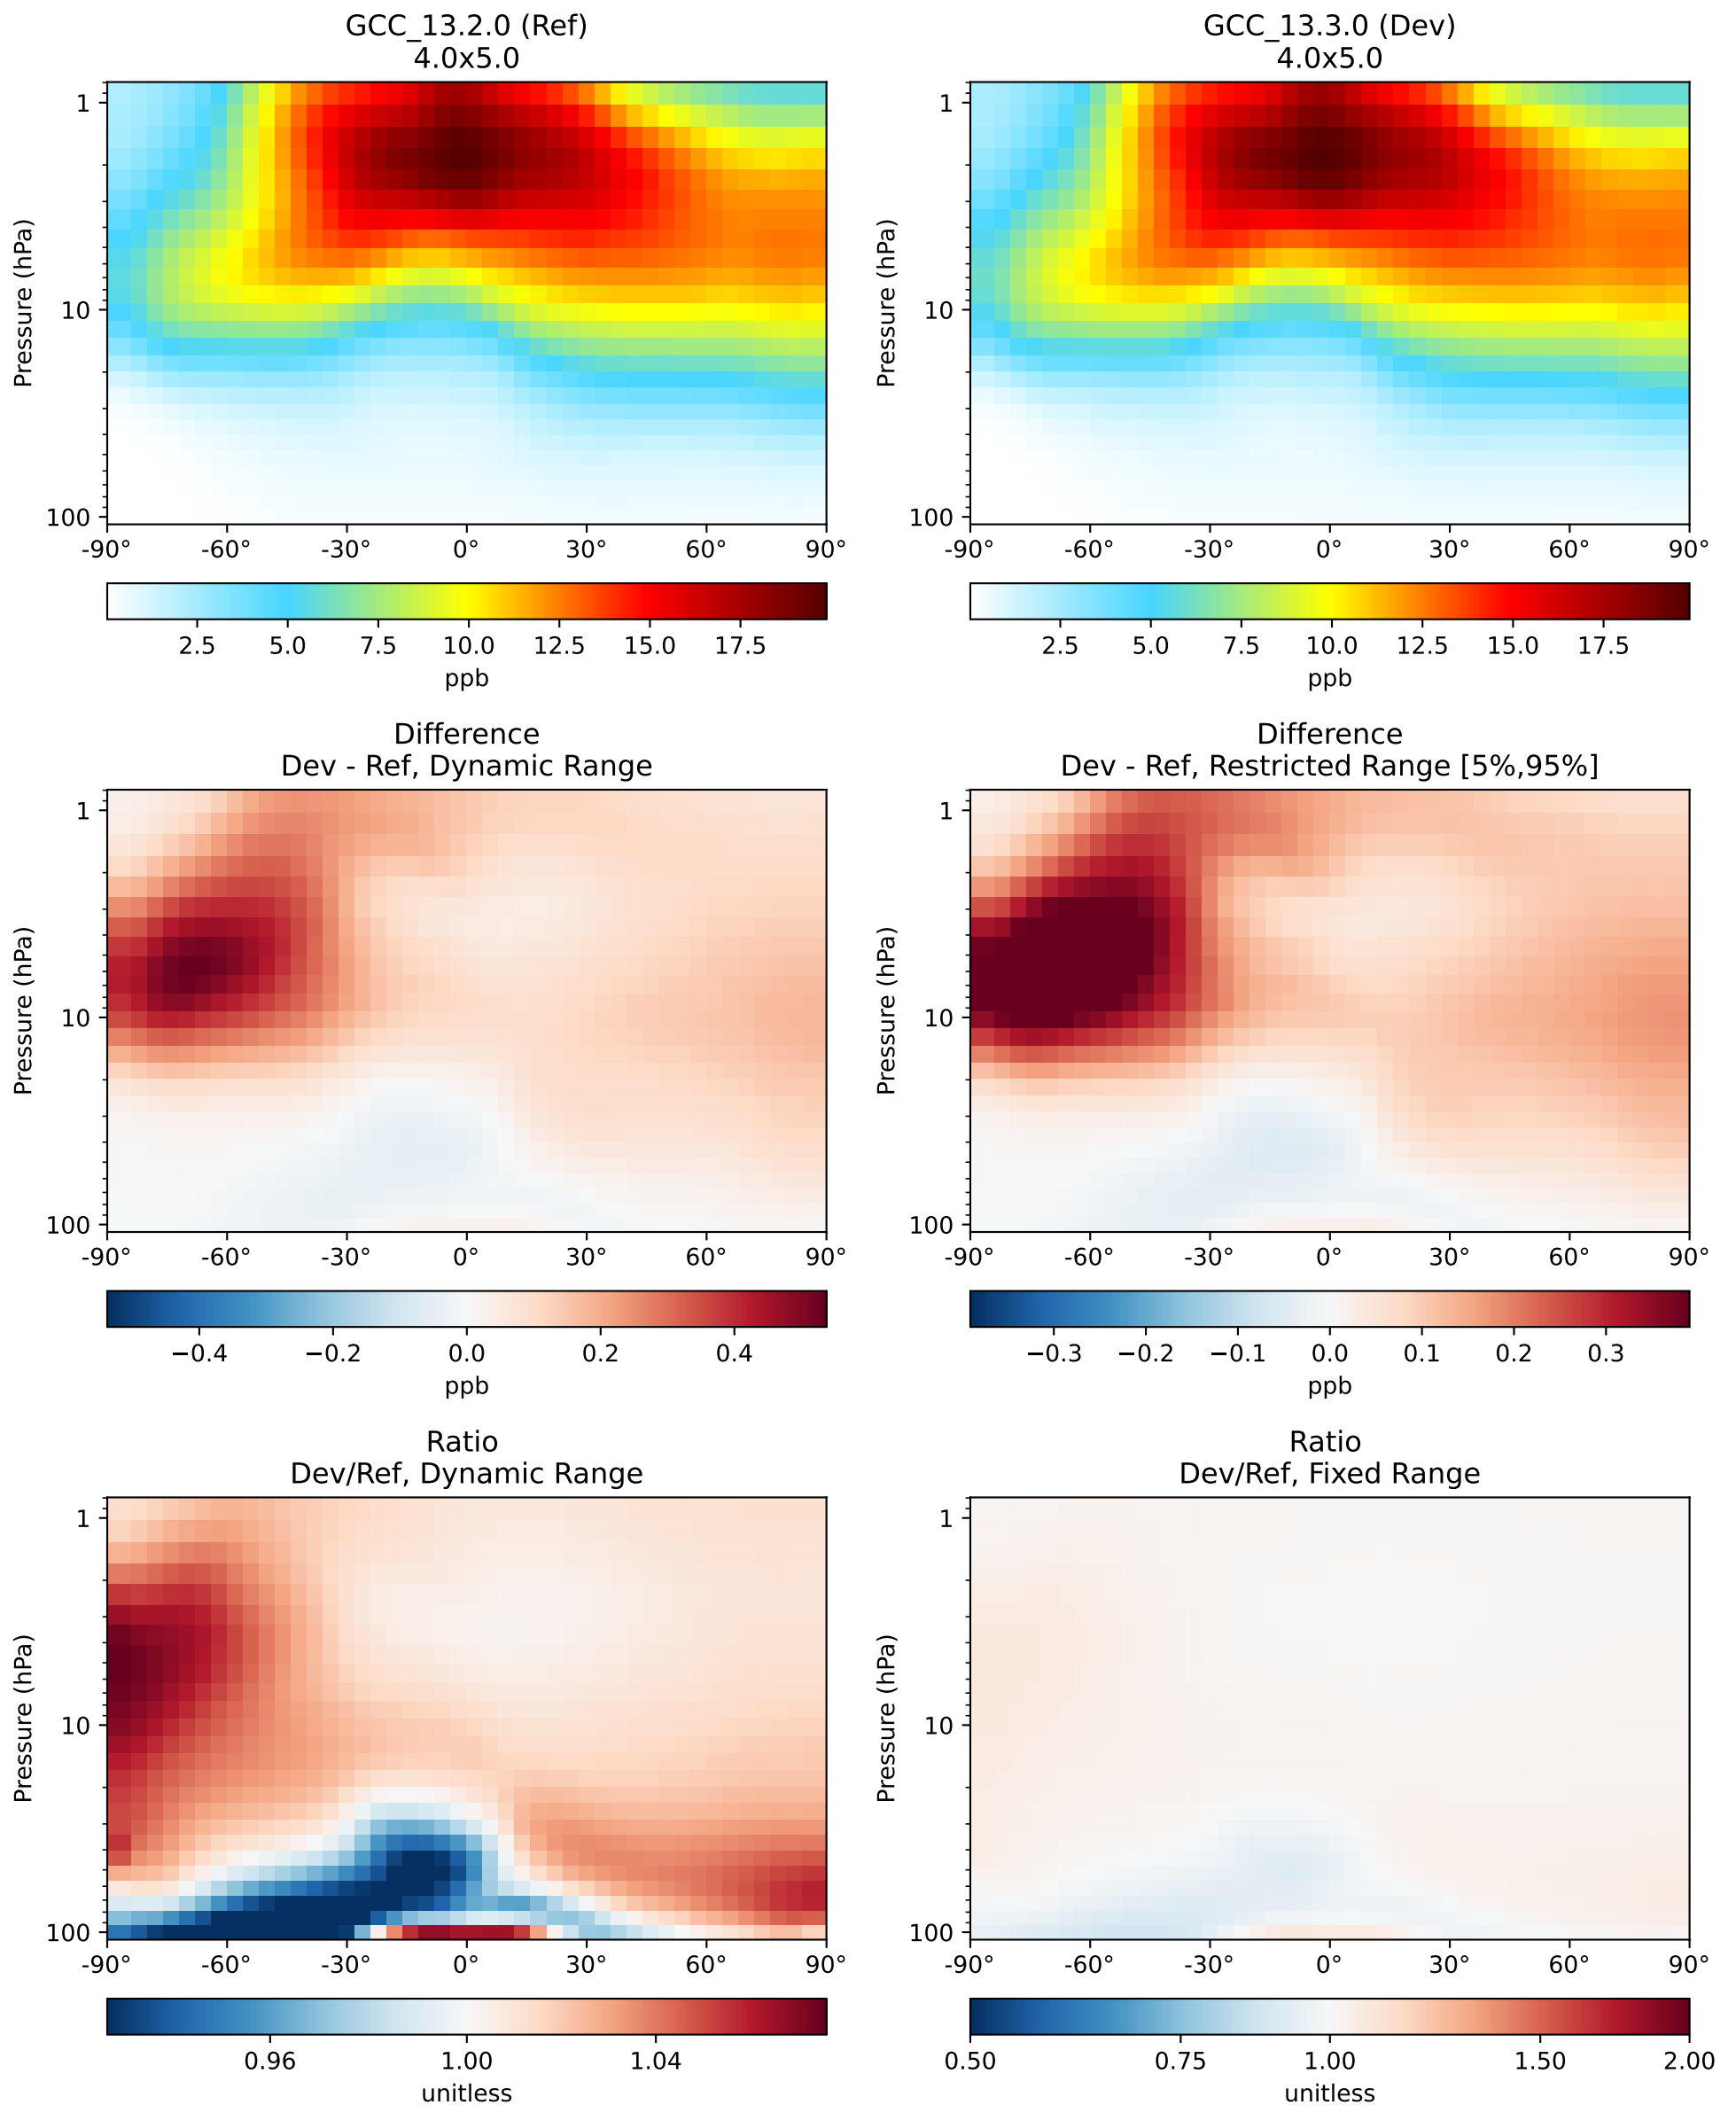 GCC_13.2.0 (Ref)
4.0x5.0
Pressure (hPa)
1
10
100
-90° -60° -30° 0° 30° 60° 90°
2.5 5.0 7.5 10.0 12.5 15.0 17.5
ppb
GCC_13.3.0 (Dev)
4.0x5.0
Pressure (hPa)
1
10
100
-90° -60° -30° 0° 30° 60° 90°
2.5 5.0 7.5 10.0 12.5 15.0 17.5
ppb
Difference
Dev - Ref, Dynamic Range
Pressure (hPa)
1
10
100
-90° -60° -30° 0° 30° 60° 90°
−0.4 −0.2 0.0 0.2 0.4
ppb
Difference
Dev - Ref, Restricted Range [5%,95%]
Pressure (hPa)
1
10
100
-90° -60° -30° 0° 30° 60° 90°
−0.3 −0.2 −0.1 0.0 0.1 0.2 0.3
ppb
Ratio
Dev/Ref, Dynamic Range
Pressure (hPa)
1
10
100
-90° -60° -30° 0° 30° 60° 90°
0.96 1.00 1.04
unitless
Ratio
Dev/Ref, Fixed Range
Pressure (hPa)
1
10
100
-90° -60° -30° 0° 30° 60° 90°
0.50 0.75 1.00 1.50 2.00
unitless